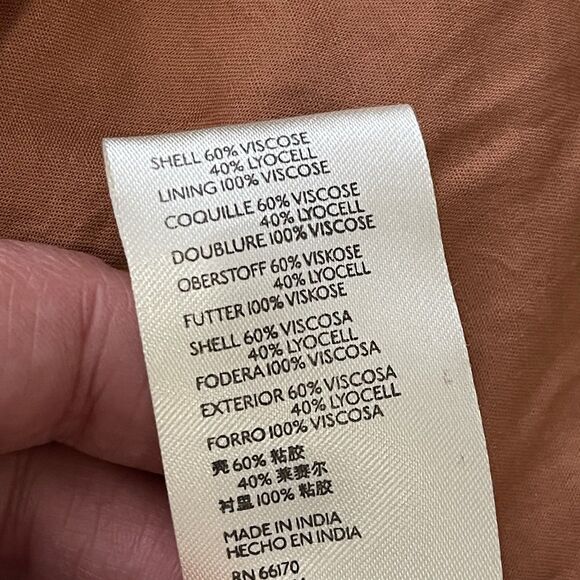 SHELL 60% VISCOSE
40% LYOCELL
LINING 100% VISCOSE
COQUILLE 60% VISCOSE
40% LYOCELL
DOUBLURE 100% VISCOSE
OBERSTOFF 60% VISKOSE
40% LYOCELL
FUTTER 100% VISKOSE
SHELL 60% VISCOSA
40% LYOCELL
FODERA 100% VISCOSA
EXTERIOR 60% VISCOSA
40% LYOCELL
FORRO 100% VISCOSA
壳 60% 粘胶
40% 莱赛尔
衬里 100% 粘胶
MADE IN INDIA
HECHO EN INDIA
RN 66170